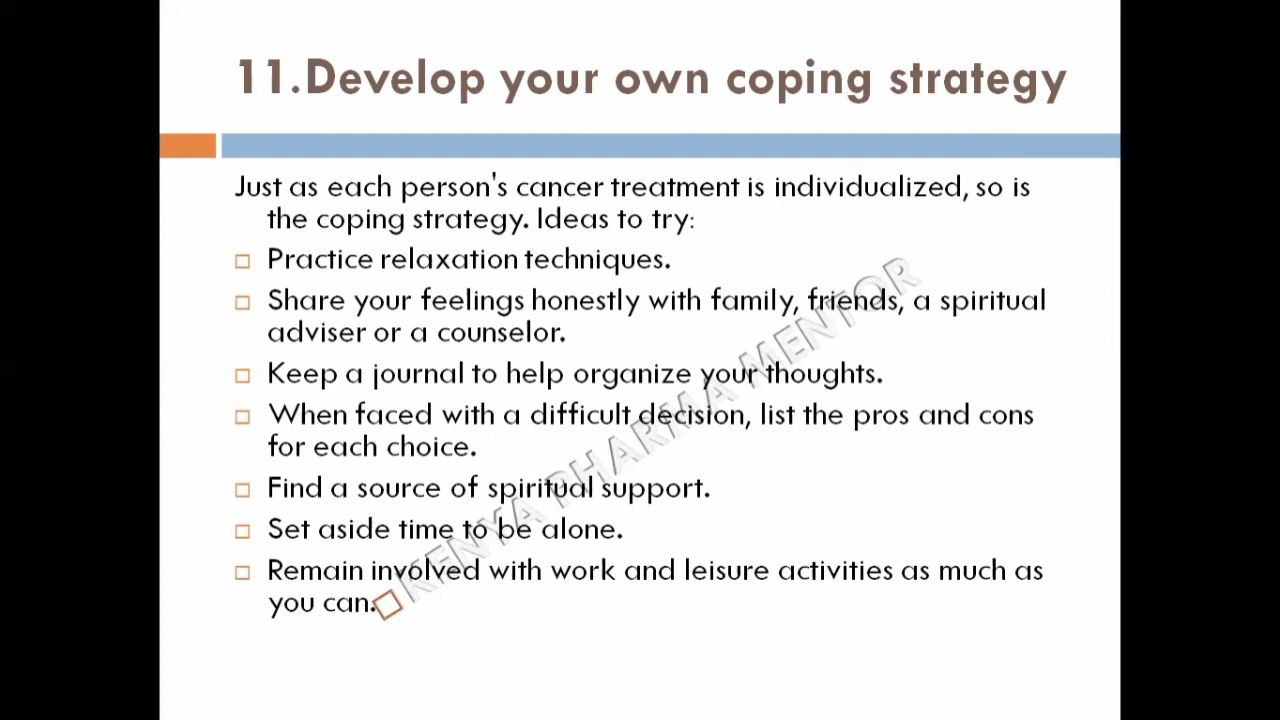 11.Develop your own coping strategy
Just as each person's cancer treatment is individualized, so is
the coping strategy. Ideas to try:
Practice relaxation techniques.
Share your feelings honestly with family, friends, a spiritual
adviser or a counselor.
Keep a journal to help organize your thoughts.
When faced with a difficult decision, list the pros and cons
for each choice.
Find a source of spiritual support.
Set aside time to be alone.
Remain involved with work and leisure activities as much as
you can.
KENYA PHARMA MENTOR